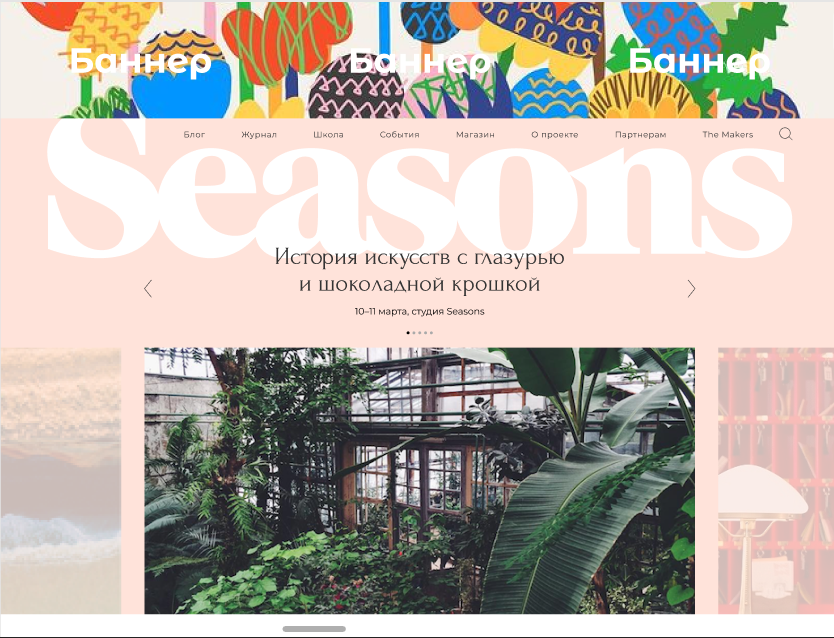 Баннер Баннер Баннер
Блог Журнал Школа События Магазин О проекте Партнерам The Makers
Seasons
История искусств с глазурью
и шоколадной крошкой
10–11 марта, студия Seasons